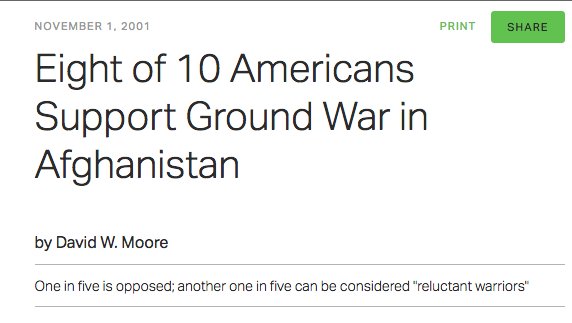 NOVEMBER 1, 2001
PRINT
SHARE
Eight of 10 Americans
Support Ground War in
Afghanistan
by David W. Moore
One in five is opposed; another one in five can be considered "reluctant warriors"